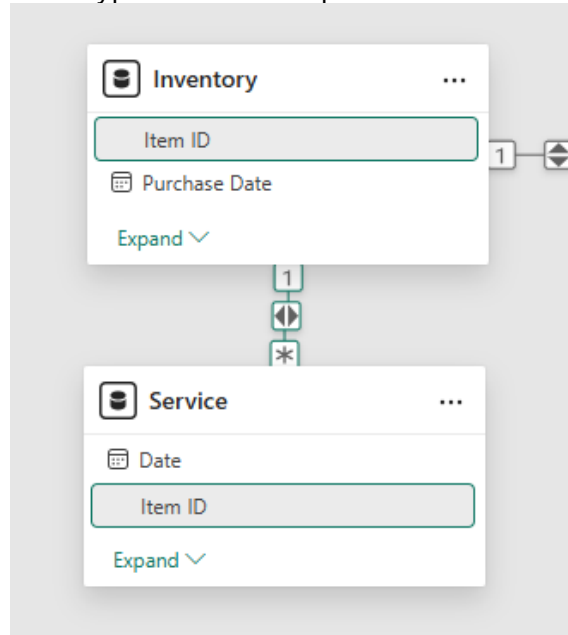 Inventory
Item ID
1
Purchase Date
Expand
1
*
Service
Date
Item ID
Expand